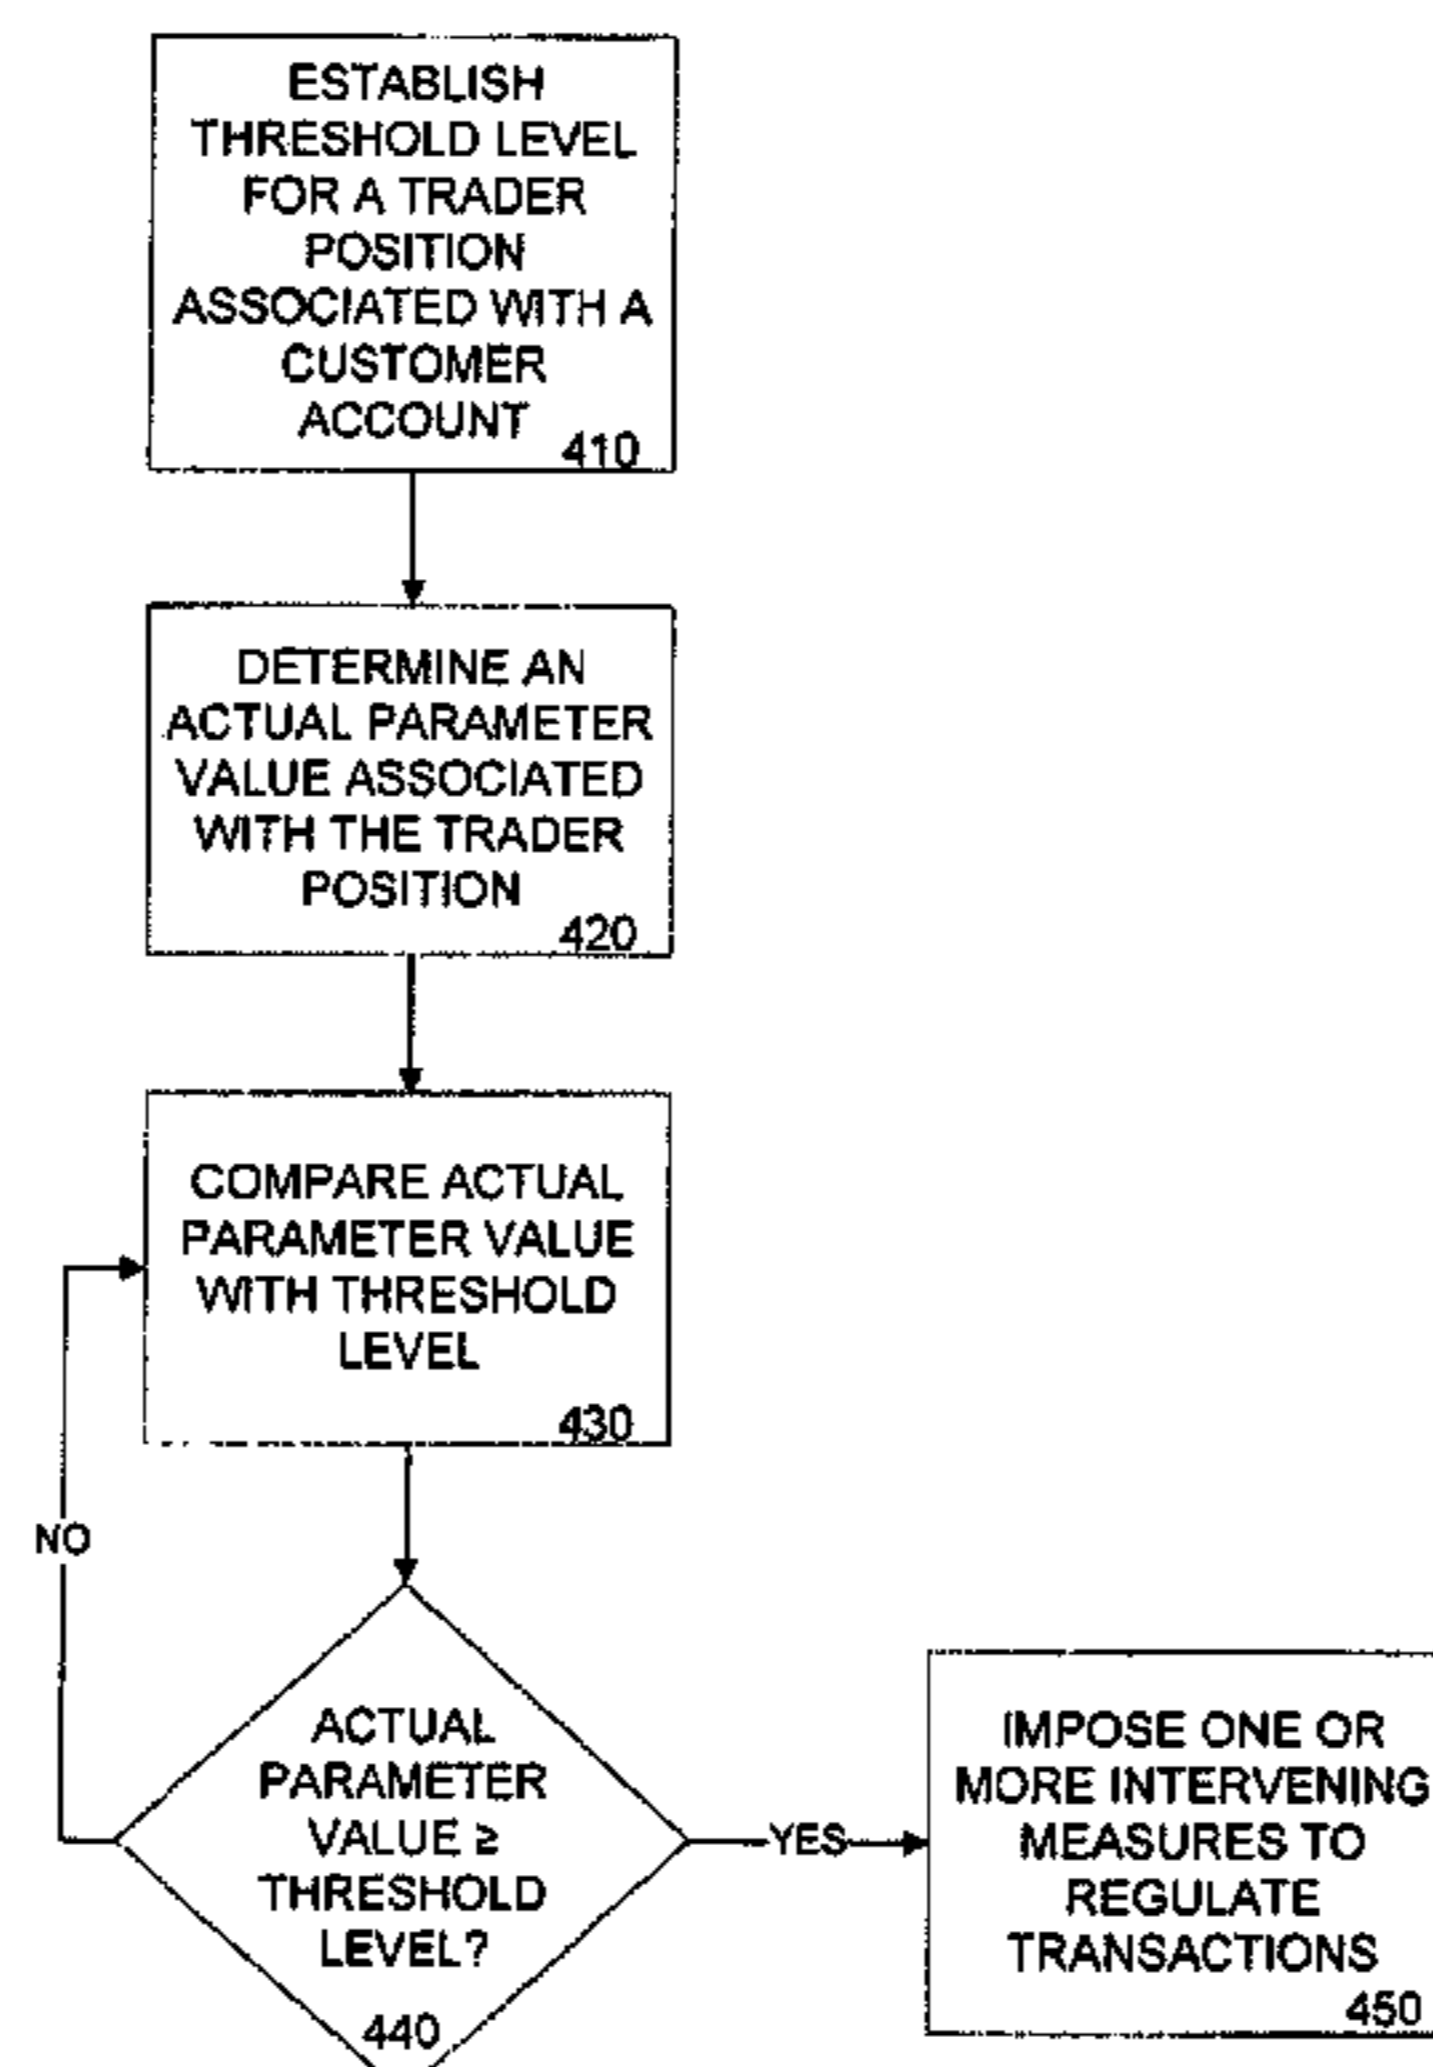 ESTABLISH
THRESHOLD LEVEL
FOR A TRADER
POSITION
ASSOCIATED WITH A
CUSTOMER
ACCOUNT
410
DETERMINE AN
ACTUAL PARAMETER
VALUE ASSOCIATED
WITH THE TRADER
POSITION
420
COMPARE ACTUAL
PARAMETER VALUE
WITH THRESHOLD
LEVEL
430
NO
ACTUAL
PARAMETER
VALUE ≥
THRESHOLD
LEVEL?
440
YES
IMPOSE ONE OR
MORE INTERVENING
MEASURES TO
REGULATE
TRANSACTIONS
450